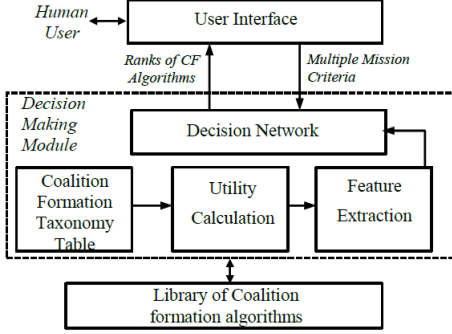 Human
User
User Interface
Ranks of CF
Algorithms
Multiple Mission
Criteria
Decision
Making
Module
Decision Network
Coalition
Formation
Taxonomy
Table
Utility
Calculation
Feature
Extraction
Library of Coalition
formation algorithms